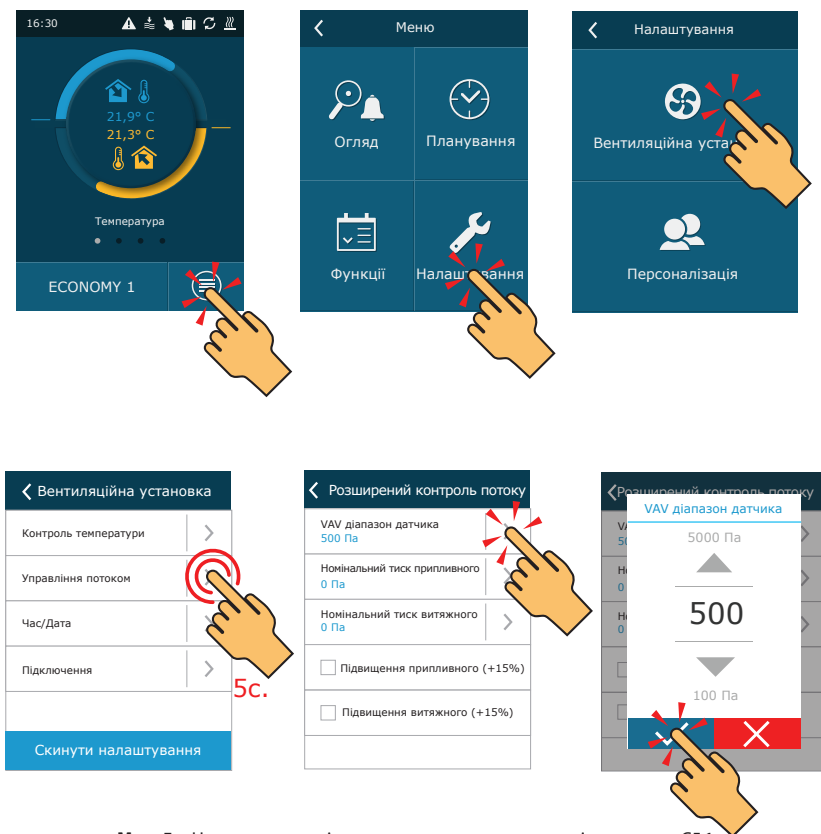 16:30
21,9° C
21,3° C
Температура
ECONOMY 1
Меню
Огляд
Планування
Функції
Налаштування
Налаштування
Вентиляційна
Персоналізація
Вентиляційна установка
Контроль температури
Управління потоком
Час/Дата
Підключення
5с.
Скинути налаштування
Розширений контроль потоку
VAV діапазон датчика
500 Па
Номінальний тиск припливного
0 Па
Номінальний тиск витяжного
0 Па
Підвищення припливного (+15%)
Підвищення витяжного (+15%)
Розширений контроль потоку
VAV діапазон датчика
5000 Па
500
100 Па